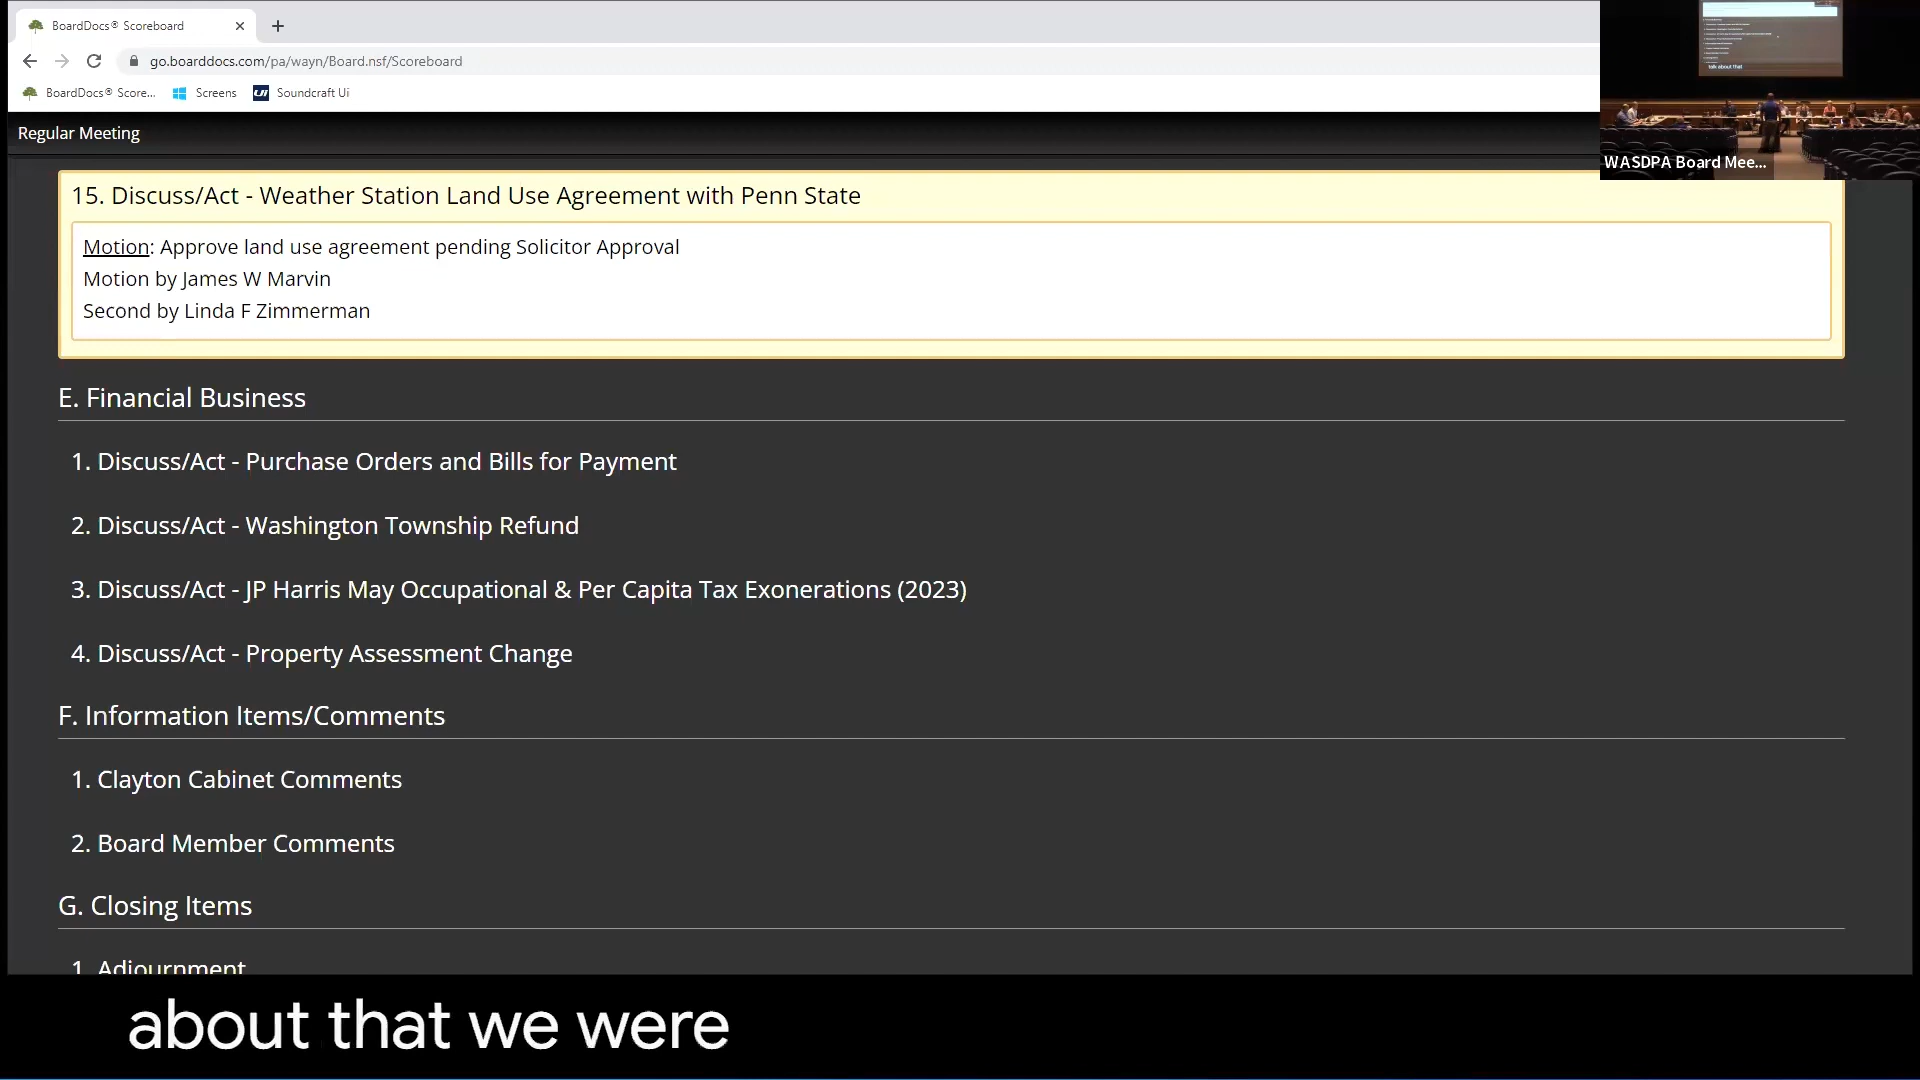 BoardDocs® Scoreboard
go.boarddocs.com/pa/wayn/Board.nsf/Scoreboard
BoardDocs® Score... Screens Soundcraft Ui
Regular Meeting
talk about that
WASDPA Board Mee...
15. Discuss/Act - Weather Station Land Use Agreement with Penn State
Motion: Approve land use agreement pending Solicitor Approval
Motion by James W Marvin
Second by Linda F Zimmerman
E. Financial Business
1. Discuss/Act - Purchase Orders and Bills for Payment
2. Discuss/Act - Washington Township Refund
3. Discuss/Act - JP Harris May Occupational & Per Capita Tax Exonerations (2023)
4. Discuss/Act - Property Assessment Change
F. Information Items/Comments
1. Clayton Cabinet Comments
2. Board Member Comments
G. Closing Items
1. Adjournment
about that we were